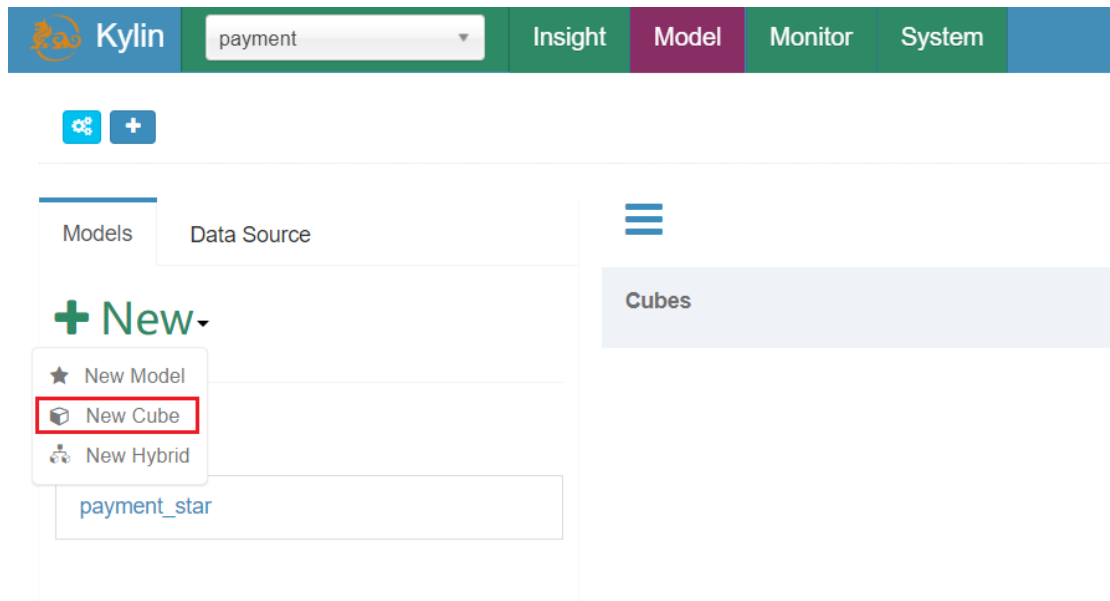 Kylin payment Insight Model Monitor System
Models Data Source
New
Cubes
New Model
New Cube
New Hybrid
payment_star